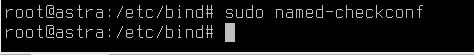 root@astra:/etc/bind# sudo named-checkconf
root@astra:/etc/bind#